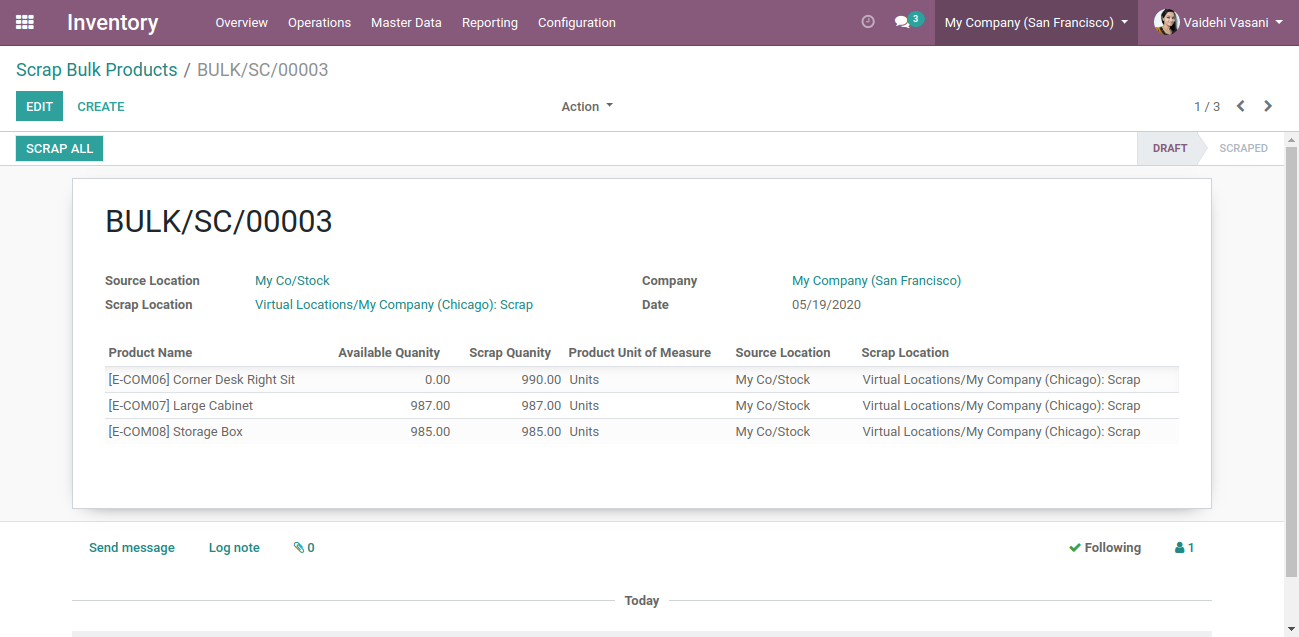 Inventory Overview Operations Master Data Reporting Configuration 3 My Company (San Francisco) Vaidehi Vasani
Scrap Bulk Products / BULK/SC/00003
EDIT CREATE Action 1 / 3
SCRAP ALL DRAFT SCRAPED
BULK/SC/00003
Source Location My Co/Stock Company My Company (San Francisco)
Scrap Location Virtual Locations/My Company (Chicago): Scrap Date 05/19/2020
Product Name Available Quanity Scrap Quanity Product Unit of Measure Source Location Scrap Location
[E-COM06] Corner Desk Right Sit 0.00 990.00 Units My Co/Stock Virtual Locations/My Company (Chicago): Scrap
[E-COM07] Large Cabinet 987.00 987.00 Units My Co/Stock Virtual Locations/My Company (Chicago): Scrap
[E-COM08] Storage Box 985.00 985.00 Units My Co/Stock Virtual Locations/My Company (Chicago): Scrap
Send message Log note 0 Following 1
Today